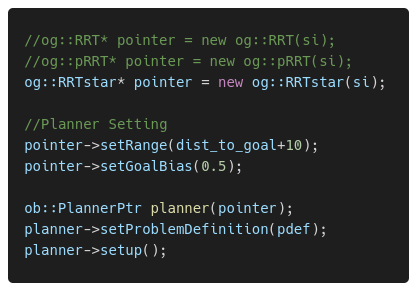 //og::RRT* pointer = new og::RRT(si);
//og::pRRT* pointer = new og::pRRT(si);
og::RRTstar* pointer = new og::RRTstar(si);
//Planner Setting
pointer->setRange(dist_to_goal+10);
pointer->setGoalBias(0.5);
ob::PlannerPtr planner(pointer);
planner->setProblemDefinition(pdef);
planner->setup();